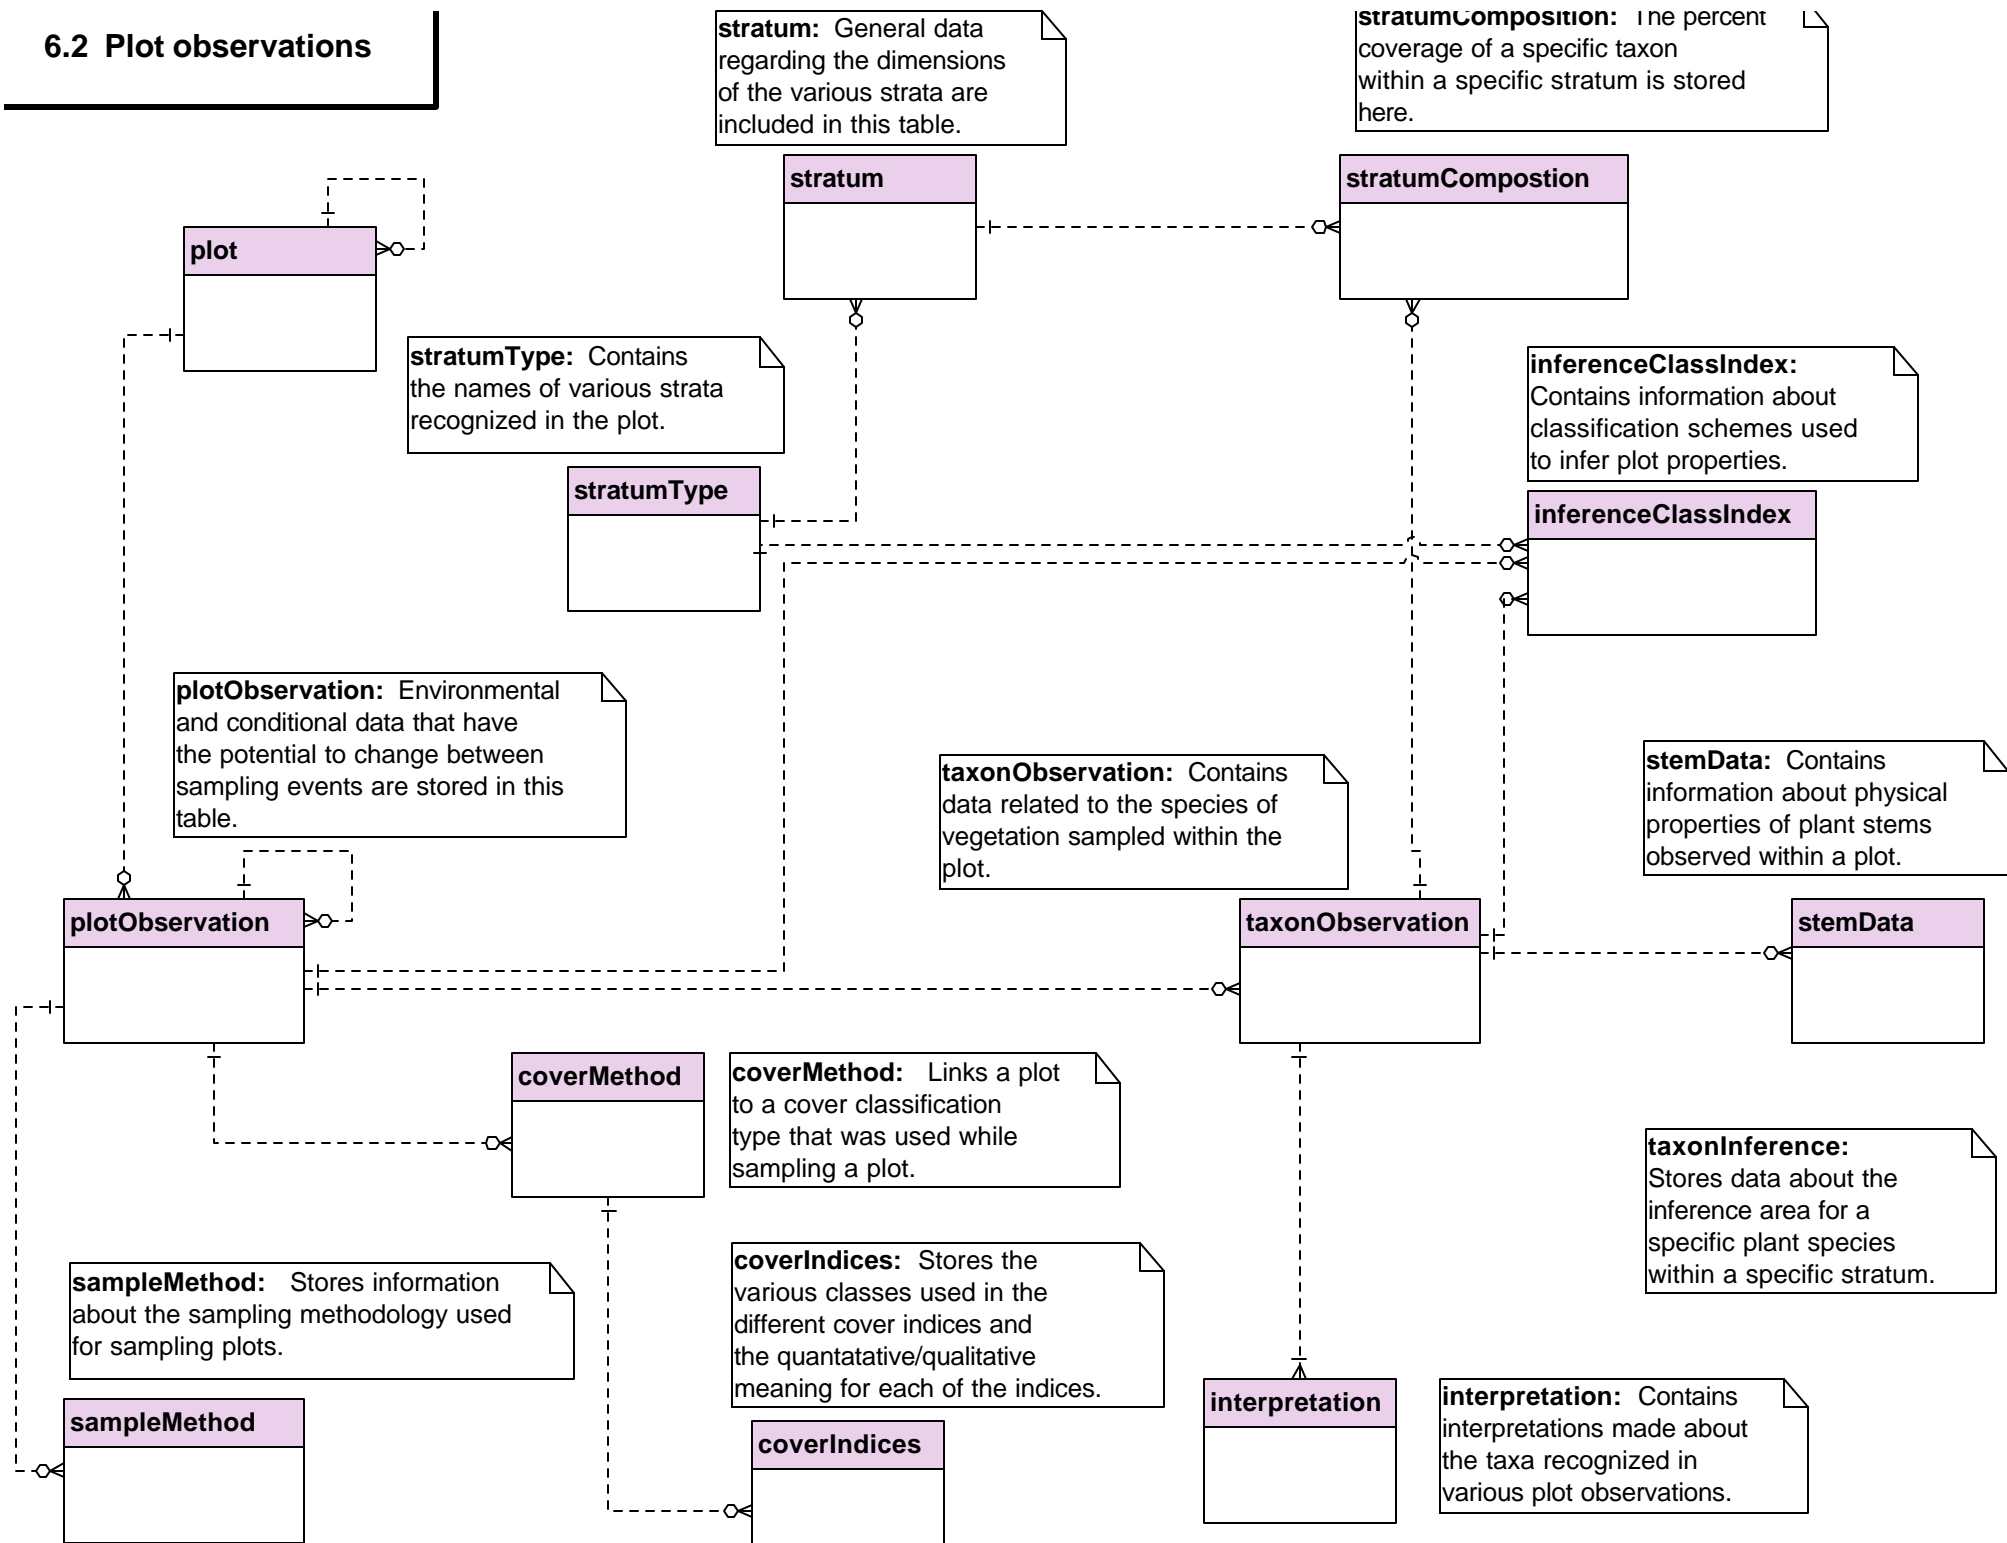 6.2 Plot observations
stratum: General data
regarding the dimensions
of the various strata are
included in this table.
stratumComposition: The percent
coverage of a specific taxon
within a specific stratum is stored
here.
stratum
stratumCompostion
plot
stratumType: Contains
the names of various strata
recognized in the plot.
inferenceClassIndex:
Contains information about
classification schemes used
to infer plot properties.
stratumType
inferenceClassIndex
plotObservation: Environmental
and conditional data that have
the potential to change between
sampling events are stored in this
table.
taxonObservation: Contains
data related to the species of
vegetation sampled within the
plot.
stemData: Contains
information about physical
properties of plant stems
observed within a plot.
plotObservation
taxonObservation
stemData
coverMethod
coverMethod: Links a plot
to a cover classification
type that was used while
sampling a plot.
taxonInference:
Stores data about the
inference area for a
specific plant species
within a specific stratum.
sampleMethod: Stores information
about the sampling methodology used
for sampling plots.
coverIndices: Stores the
various classes used in the
different cover indices and
the quantatative/qualitative
meaning for each of the indices.
sampleMethod
coverIndices
interpretation
interpretation: Contains
interpretations made about
the taxa recognized in
various plot observations.